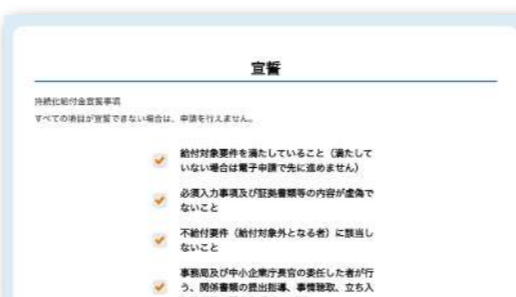 宣誓
持続化給付金宣誓事項
すべての項目が宣誓できない場合は、申請を行えません。
給付対象要件を満たしていること（満たして
いない場合は電子申請で先に進めません）
必須入力事項及び証拠書類等の内容が虚偽で
ないこと
不給付要件（給付対象外となる者）に該当し
ないこと
事務局及び中小企業庁長官の委任した者が行
う、関係書類の提出指導、事情聴取、立ち入